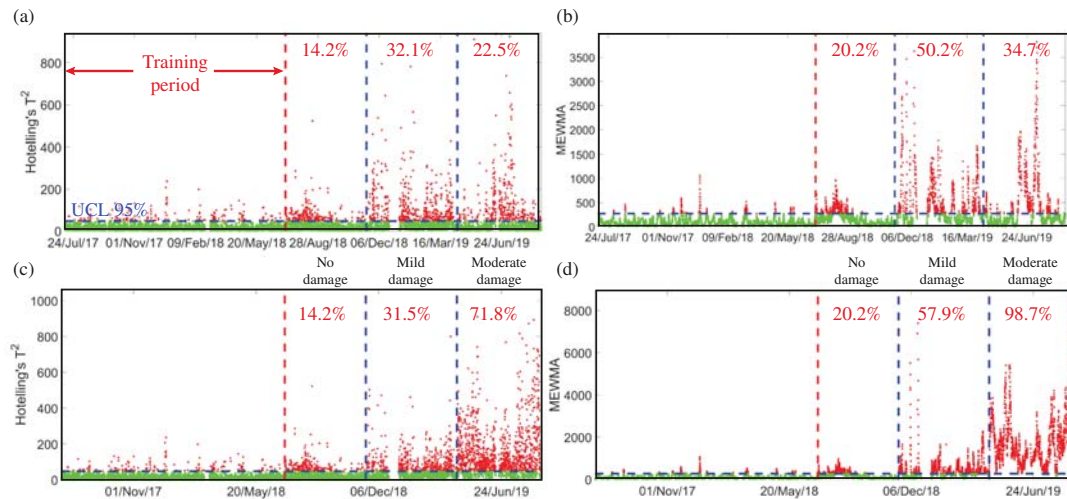 (a)
14.2%
32.1%
22.5%
Training
period
800
600
400
200
0
Hotelling's T2
UCL 95%
24/Jul/17
01/Nov/17
09/Feb/18
20/May/18
28/Aug/18
06/Dec/18
16/Mar/19
24/Jun/19
(b)
20.2%
50.2%
34.7%
3500
3000
2500
2000
1500
1000
500
0
MEWMA
24/Jul/17
01/Nov/17
09/Feb/18
20/May/18
28/Aug/18
06/Dec/18
16/Mar/19
24/Jun/19
(c)
No
damage
Mild
damage
Moderate
damage
14.2%
31.5%
71.8%
1000
800
600
400
200
0
Hotelling's T2
01/Nov/17
20/May/18
06/Dec/18
24/Jun/19
(d)
No
damage
Mild
damage
Moderate
damage
20.2%
57.9%
98.7%
8000
6000
4000
2000
0
MEWMA
01/Nov/17
20/May/18
06/Dec/18
24/Jun/19